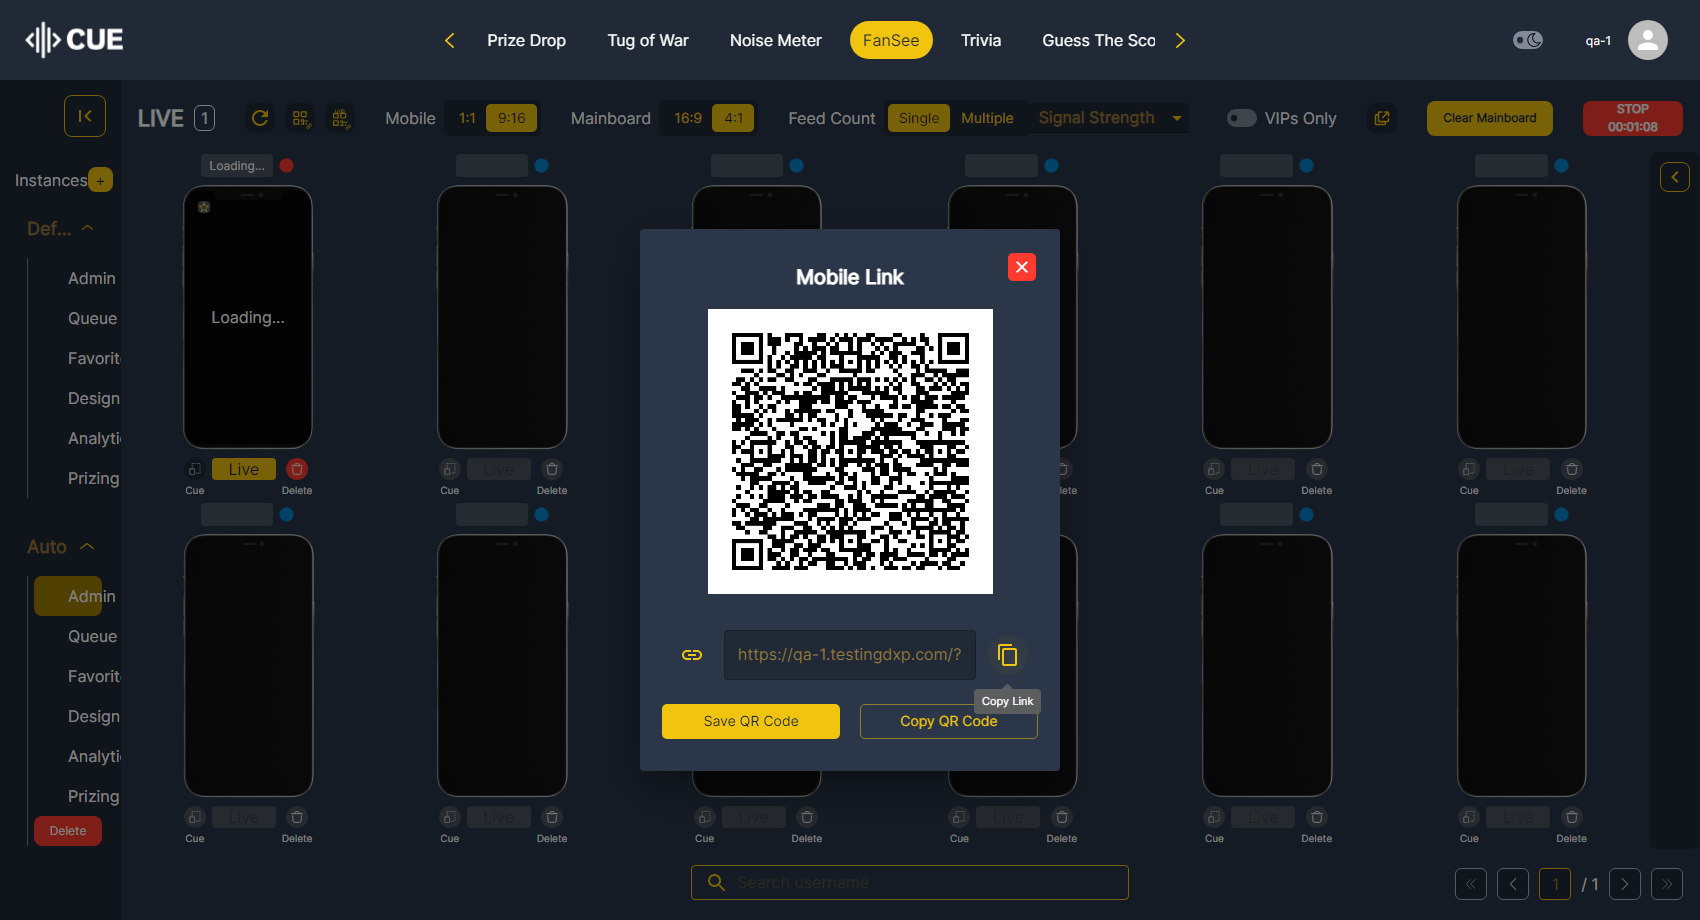 CUE
Prize Drop
Tug of War
Noise Meter
FanSee
Trivia
Guess The Sco
qa-1
LIVE 1
Mobile 1:1 9:16
Mainboard 16:9 4:1
Feed Count Single Multiple
Signal Strength
VIPs Only
Clear Mainboard
STOP
00:01:08
Instances +
Def...
Admin
Queue
Favorit
Design
Analyti
Prizing
Auto
Admin
Queue
Favorit
Design
Analyti
Prizing
Delete
Loading...
Loading...
Live
Cue Delete
Live
Cue Delete
lete
Live
Cue Delete
Live
Cue Delete
Mobile Link
https://qa-1.testingdxp.com/?
Copy Link
Save QR Code
Copy QR Code
Live
Cue Delete
Live
Cue Delete
Live
Cue Delete
Live
Cue Delete
Live
Cue Delete
Live
Cue Delete
Search username
1 / 1